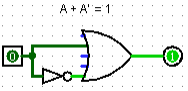 A + A' = 1
0 1